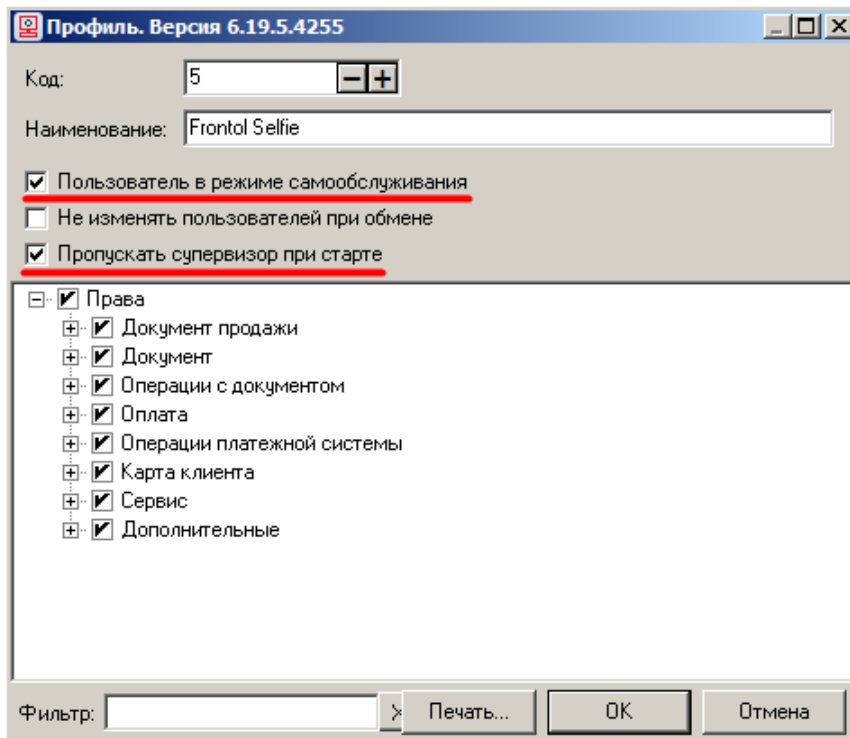 Профиль. Версия 6.19.5.4255
Код: 5
Наименование: Frontol Selfie
Пользователь в режиме самообслуживания
Не изменять пользователей при обмене
Пропускать супервизор при старте
Права
Документ продажи
Документ
Операции с документом
Оплата
Операции платежной системы
Карта клиента
Сервис
Дополнительные
Фильтр: Печать... OK Отмена